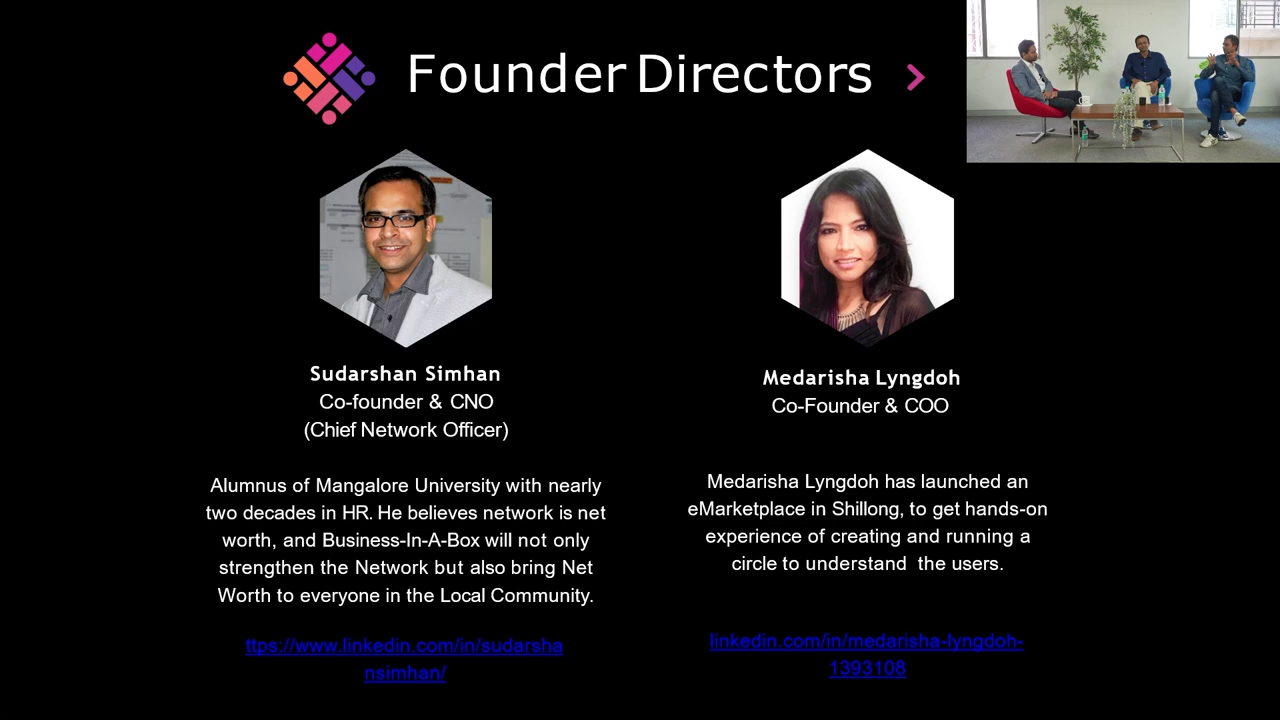 Founder Directors
Sudarshan Simhan
Co-founder & CNO
(Chief Network Officer)
Alumnus of Mangalore University with nearly
two decades in HR. He believes network is net
worth, and Business-In-A-Box will not only
strengthen the Network but also bring Net
Worth to everyone in the Local Community.
ttps://www.linkedin.com/in/sudarsha
nsimhan/
Medarisha Lyngdoh
Co-Founder & COO
Medarisha Lyngdoh has launched an
eMarketplace in Shillong, to get hands-on
experience of creating and running a
circle to understand  the users.
linkedin.com/in/medarisha-lyngdoh-
1393108